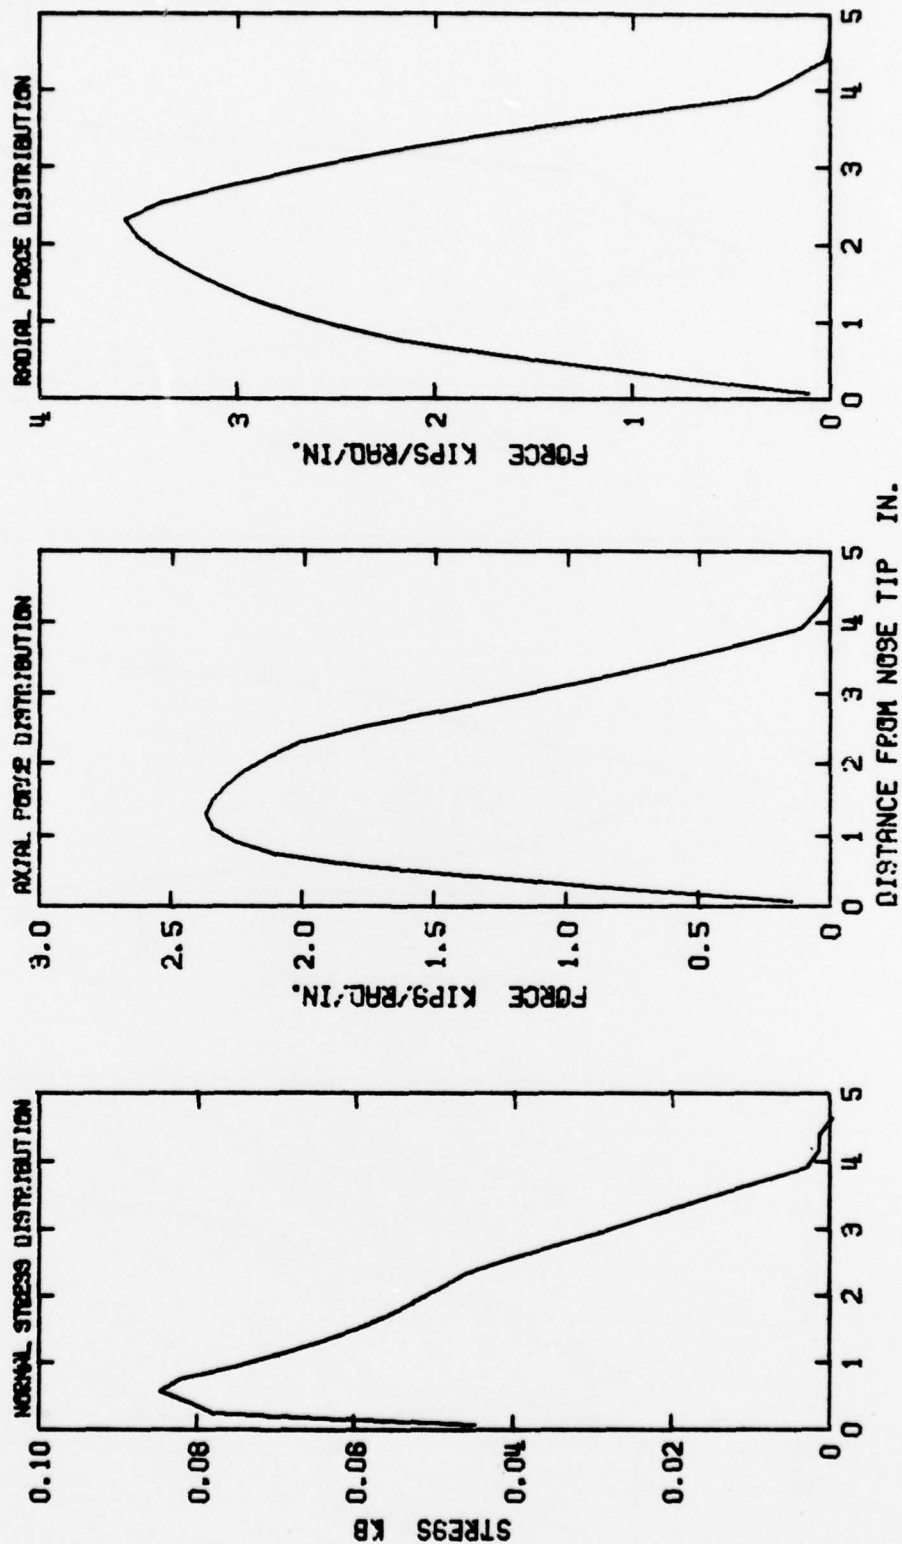 NORMAL STRESS DISTRIBUTION
STRESS KB
0.10
0.08
0.06
0.04
0.02
0
0 1 2 3 4 5
AXIAL FORCE DISTRIBUTION
FORCE KIPS/RAD/IN.
3.0
2.5
2.0
1.5
1.0
0.5
0
0 1 2 3 4 5
DISTANCE FROM NOSE TIP IN.
RADIAL FORCE DISTRIBUTION
FORCE KIPS/RAD/IN.
4
3
2
1
0
0 1 2 3 4 5